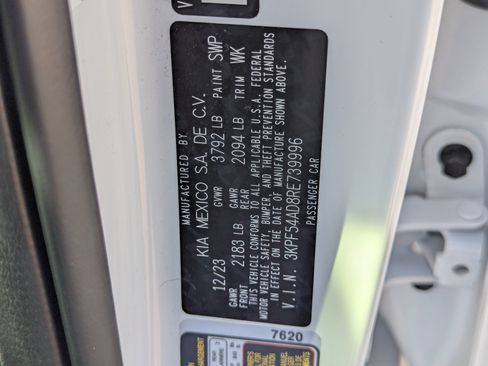 MANUFACTURED BY
KIA MEXICO S.A. DE C.V.
12/23 GVWR 3792 LB PAINT SWP
GAWR FRONT 2183 LB GAWR REAR 2094 LB TRIM WK
THIS VEHICLE CONFORMS TO ALL APPLICABLE U.S.A. FEDERAL
MOTOR VEHICLE SAFETY, BUMPER, AND THEFT PREVENTION STANDARDS
IN EFFECT ON THE DATE OF MANUFACTURE SHOWN ABOVE.
V.I.N. 3KPF54AD8RE739996
PASSENGER CAR
7620